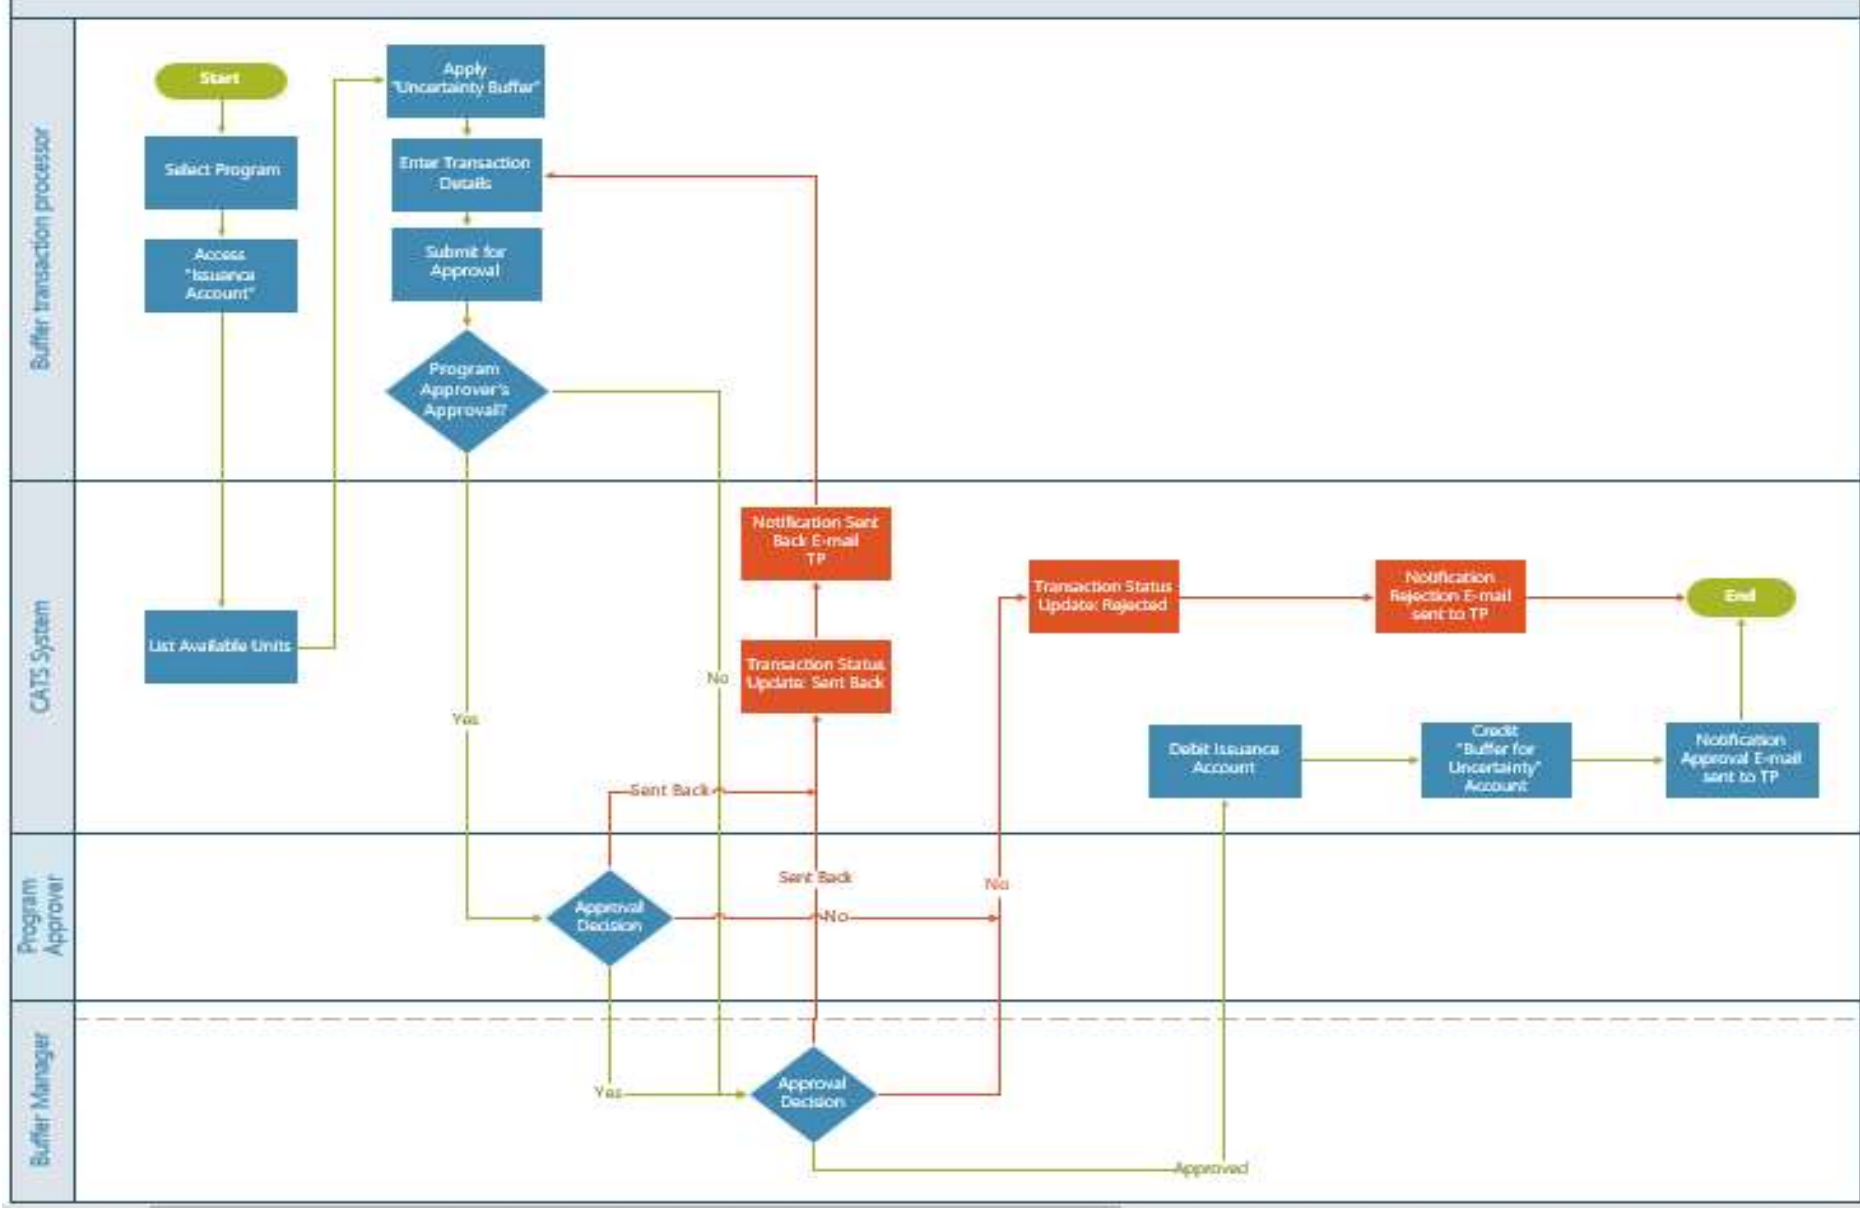 Buffer transaction processor
Start
Select Program
Access
"Issuance
Account"
Apply
"Uncertainty Buffer"
Enter Transaction
Details
Submit for
Approval
Program
Approver's
Approval?
CATS System
List Available Units
Yes
No
Notification Sent
Back E-mail
TP
Transaction Status
Update: Sent Back
Sent Back
Transaction Status
Update: Rejected
Notification
Rejection E-mail
sent to TP
End
Debit Issuance
Account
Credit
"Buffer for
Uncertainty"
Account
Notification
Approval E-mail
sent to TP
Program
Approver
Approval
Decision
Sent Back
No
No
Buffer Manager
Yes
Approval
Decision
Approved